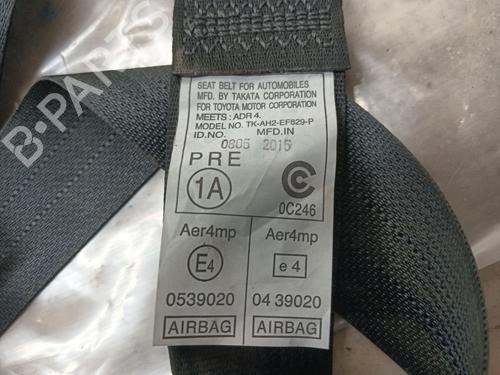 SEAT BELT FOR AUTOMOBILES
MFD. BY TAKATA CORPORATION
FOR TOYOTA MOTOR CORPORATION
MEETS : ADR 4.
MODEL NO. TK-AH2-EF829-P
ID.NO. MFD.IN
0805 2015
PRE
1A
C
0C246
Aer4mp Aer4mp
E4 e 4
0539020 04 39020
AIRBAG AIRBAG
B-PARTS